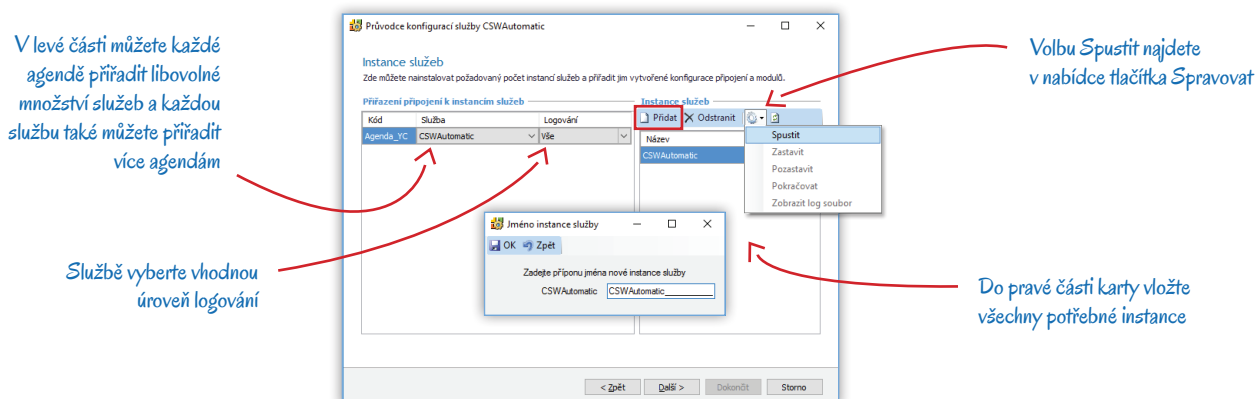 V levé části můžete každé
agendě přiřadit libovolné
množství služeb a každou
službu také můžete přiřadit
více agendám
Službě vyberte vhodnou
úroveň logování
Průvodce konfigurací služby CSWAutomatic
Instance služeb
Zde můžete nainstalovat požadovaný počet instancí služeb a přiřadit jim vytvořené konfigurace připojení a modulů.
Přiřazení připojení k instancím služeb
Kód Služba Logování
Agenda_YC CSWAutomatic Vše
Instance služeb
Přidat Odstranit
Název
CSWAutomatic
Spustit
Zastavit
Pozastavit
Pokračovat
Zobrazit log soubor
Jméno instance služby
OK Zpět
Zadejte příponu jména nové instance služby
CSWAutomatic CSWAutomatic__________
< Zpět Další > Dokončit Storno
Volbu Spustit najdete
v nabídce tlačítka Spravovat
Do pravé části karty vložte
všechny potřebné instance